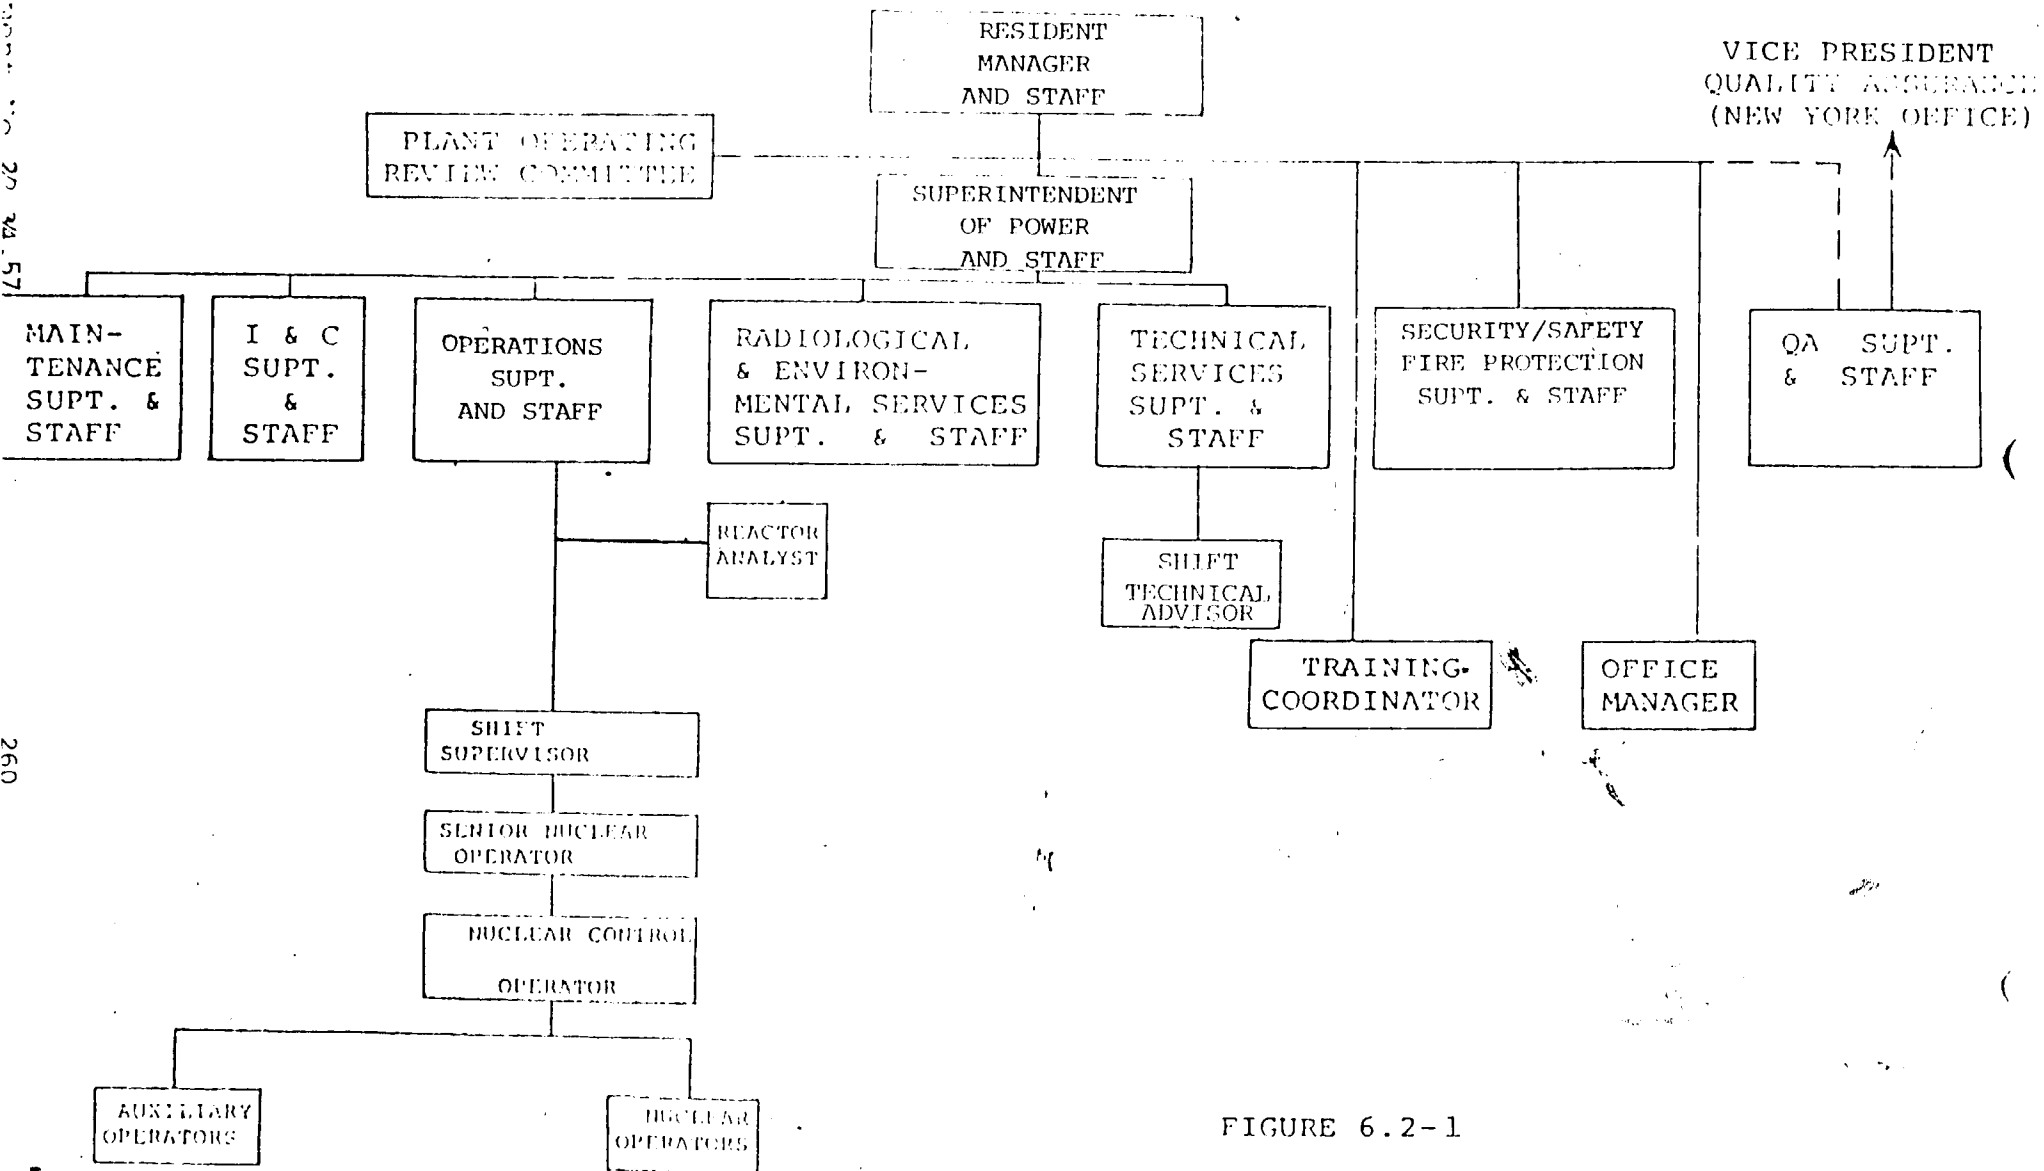 RESIDENT
MANAGER
AND STAFF
VICE PRESIDENT
QUALITY ASSURANCE
(NEW YORK OFFICE)
PLANT OPERATING
REVIEW COMMITTEE
SUPERINTENDENT
OF POWER
AND STAFF
MAIN-
TENANCE
SUPT. &
STAFF
I & C
SUPT.
&
STAFF
OPERATIONS
SUPT.
AND STAFF
RADIOLOGICAL
& ENVIRON-
MENTAL SERVICES
SUPT. & STAFF
TECHNICAL
SERVICES
SUPT. &
STAFF
SECURITY/SAFETY
FIRE PROTECTION
SUPT. & STAFF
QA SUPT.
& STAFF
REACTOR
ANALYST
SHIFT
TECHNICAL
ADVISOR
TRAINING
COORDINATOR
OFFICE
MANAGER
SHIFT
SUPERVISOR
SENIOR NUCLEAR
OPERATOR
NUCLEAR CONTROL
OPERATOR
AUXILIARY
OPERATORS
NUCLEAR
OPERATORS
FIGURE 6.2-1
260